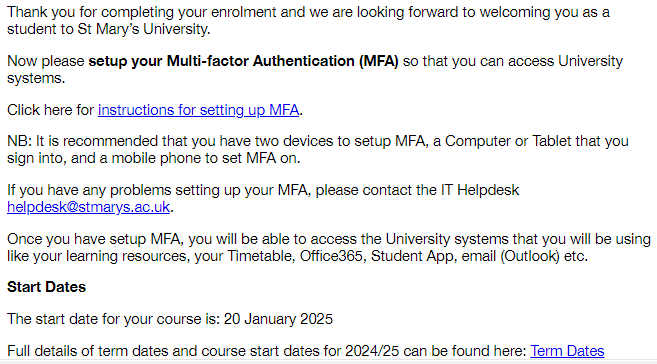 Thank you for completing your enrolment and we are looking forward to welcoming you as a
student to St Mary's University.
Now please setup your Multi-factor Authentication (MFA) so that you can access University
systems.
Click here for instructions for setting up MFA.
NB: It is recommended that you have two devices to setup MFA, a Computer or Tablet that you
sign into, and a mobile phone to set MFA on.
If you have any problems setting up your MFA, please contact the IT Helpdesk
helpdesk@stmarys.ac.uk.
Once you have setup MFA, you will be able to access the University systems that you will be using
like your learning resources, your Timetable, Office365, Student App, email (Outlook) etc.
Start Dates
The start date for your course is: 20 January 2025
Full details of term dates and course start dates for 2024/25 can be found here: Term Dates